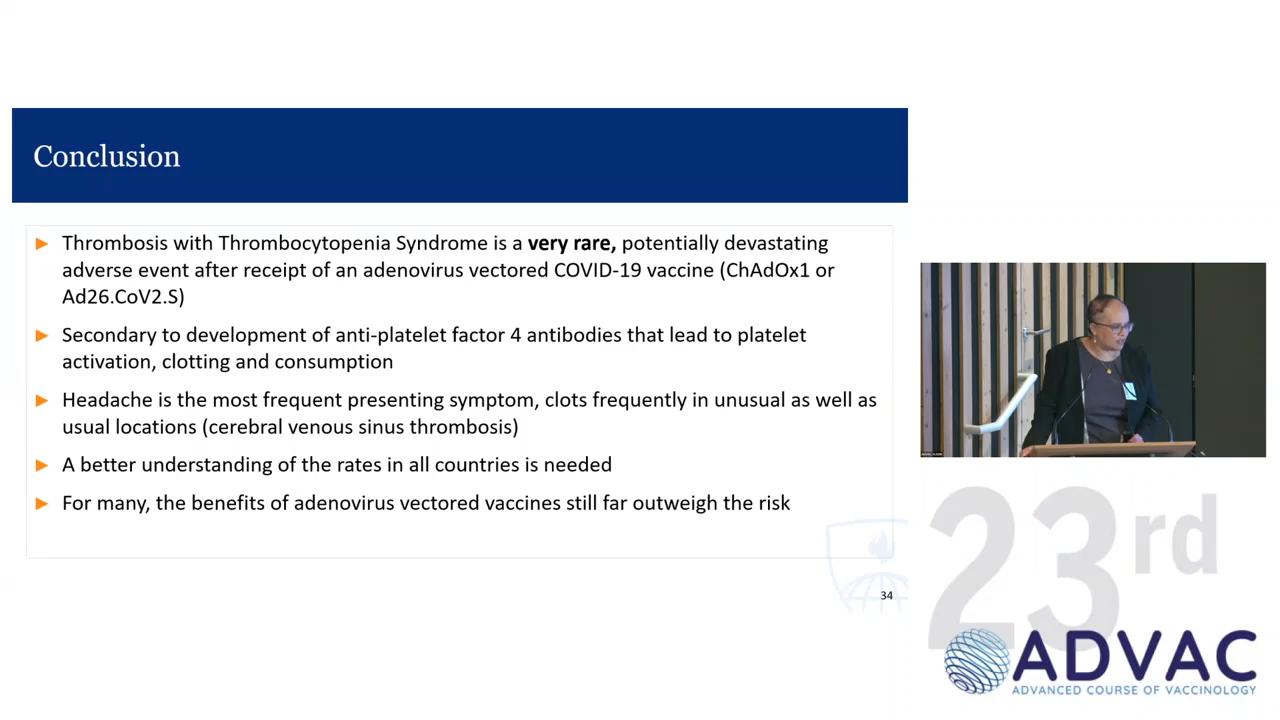 Conclusion
► Thrombosis with Thrombocytopenia Syndrome is a very rare, potentially devastating
adverse event after receipt of an adenovirus vectored COVID-19 vaccine (ChAdOx1 or
Ad26.CoV2.S)
► Secondary to development of anti-platelet factor 4 antibodies that lead to platelet
activation, clotting and consumption
► Headache is the most frequent presenting symptom, clots frequently in unusual as well as
usual locations (cerebral venous sinus thrombosis)
► A better understanding of the rates in all countries is needed
► For many, the benefits of adenovirus vectored vaccines still far outweigh the risk
34
23rd
ADVAC
ADVANCED COURSE OF VACCINOLOGY